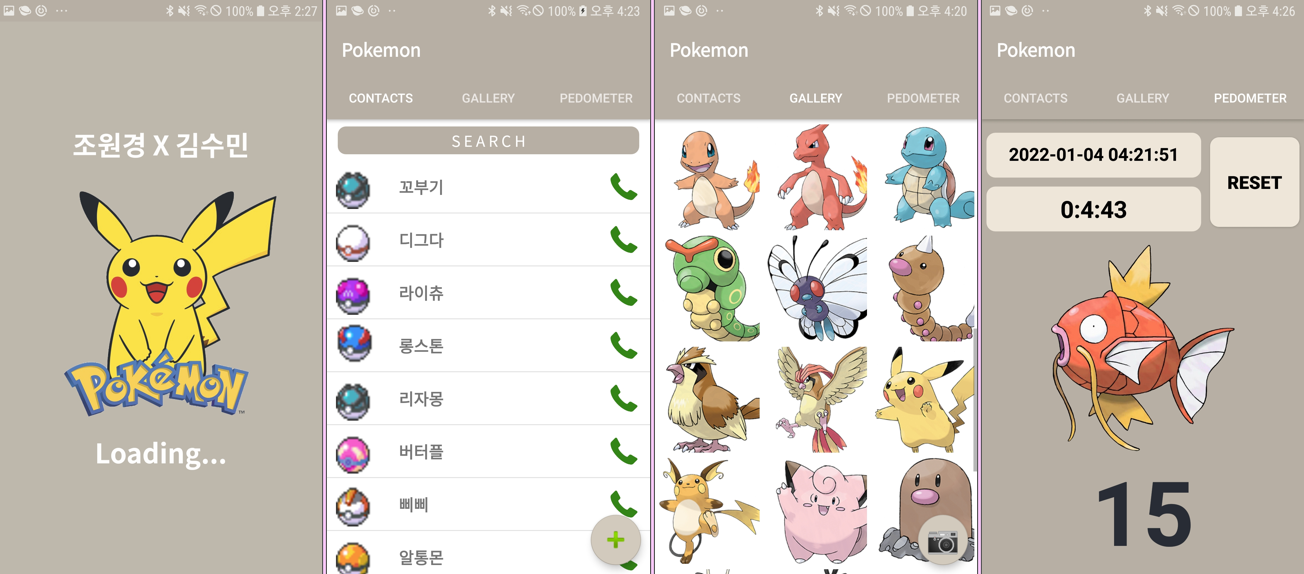 100% 오후 2:27
조원경 X 김수민
POKéMON
TM
Loading...
100% 오후 4:23
Pokemon
CONTACTS GALLERY PEDOMETER
SEARCH
꼬부기
디그다
라이츄
롱스톤
리자몽
버터플
삐삐
알통몬
100% 오후 4:20
Pokemon
CONTACTS GALLERY PEDOMETER
100% 오후 4:26
Pokemon
CONTACTS GALLERY PEDOMETER
2022-01-04 04:21:51
RESET
0:4:43
15